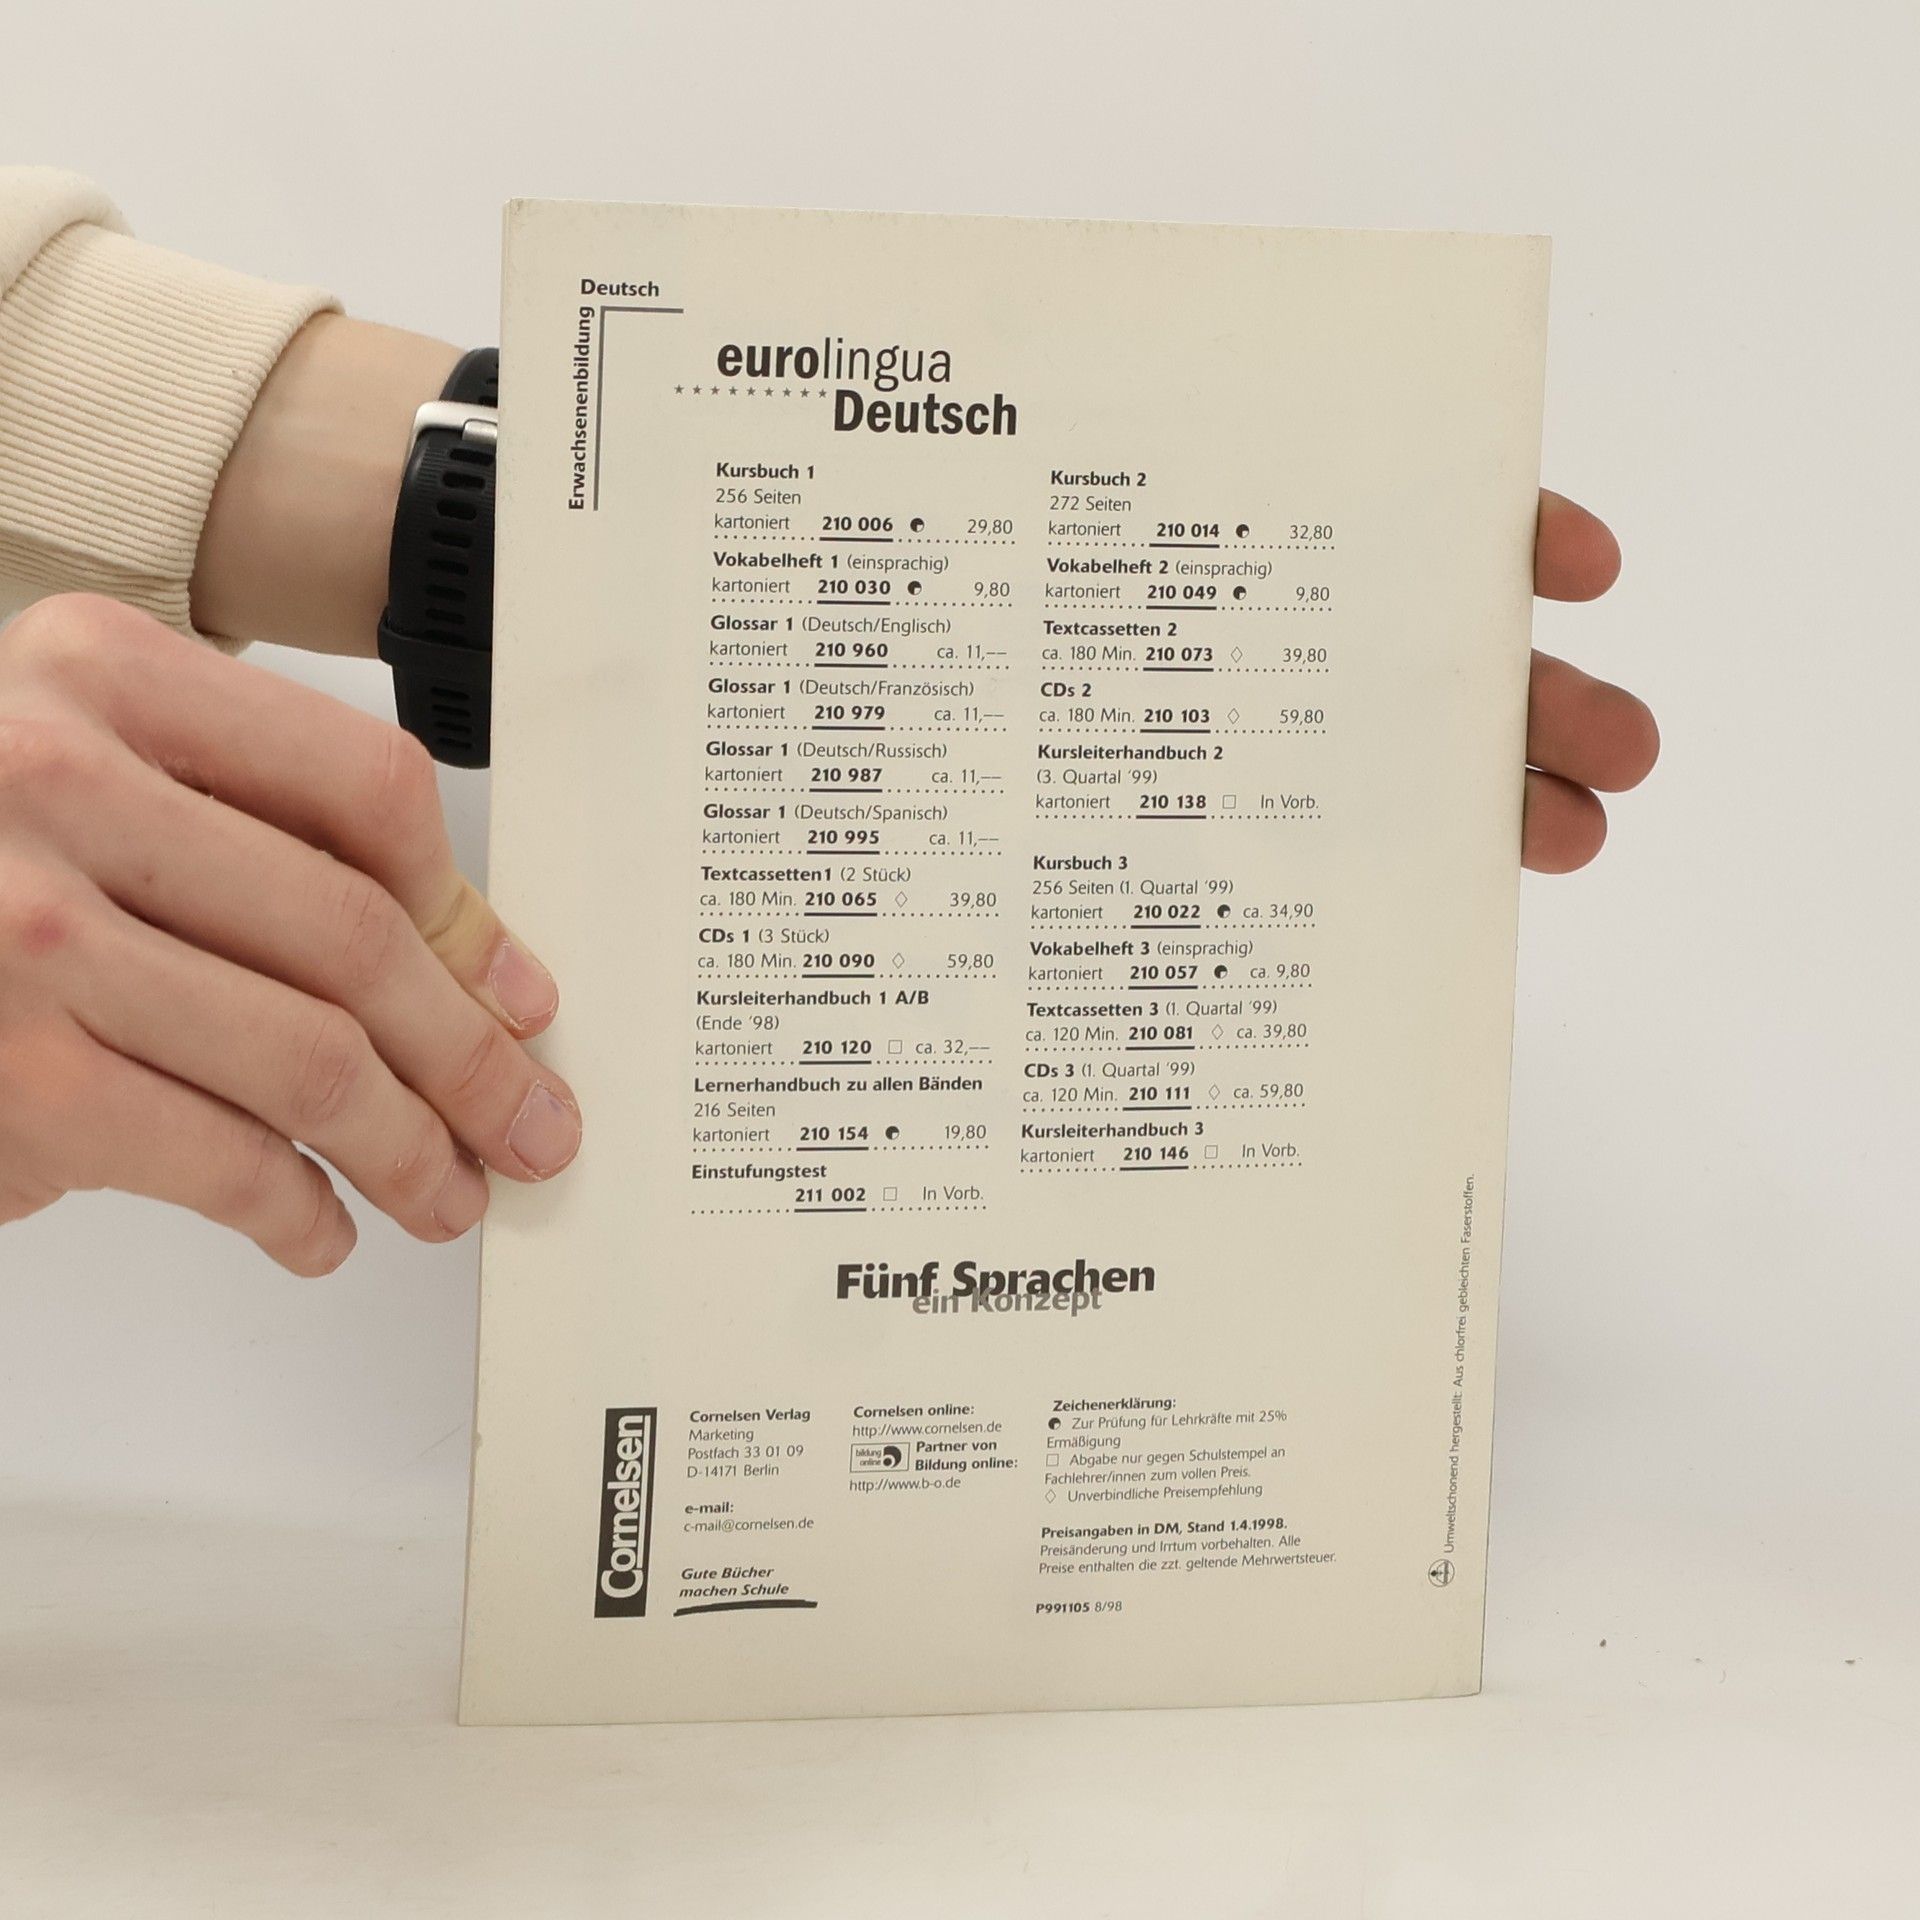 Deutsch
Erwachsenenbildung
eurolingua
Deutsch
Kursbuch 1
256 Seiten
kartoniert 210 006 29,80
Vokabelheft 1 (einsprachig)
kartoniert 210 030 9,80
Glossar 1 (Deutsch/Englisch)
kartoniert 210 960 ca. 11,—
Glossar 1 (Deutsch/Französisch)
kartoniert 210 979 ca. 11,—
Glossar 1 (Deutsch/Russisch)
kartoniert 210 987 ca. 11,—
Glossar 1 (Deutsch/Spanisch)
kartoniert 210 995 ca. 11,—
Textcassetten1 (2 Stück)
ca. 180 Min. 210 065 ◇ 39,80
CDs 1 (3 Stück)
ca. 180 Min. 210 090 ◇ 59,80
Kursleiterhandbuch 1 A/B
(Ende '98)
kartoniert 210 120 □ ca. 32,—
Lernerhandbuch zu allen Bänden
216 Seiten
kartoniert 210 154 19,80
Einstufungstest
211 002 □ In Vorb.
Kursbuch 2
272 Seiten
kartoniert 210 014 32,80
Vokabelheft 2 (einsprachig)
kartoniert 210 049 9,80
Textcassetten 2
ca. 180 Min. 210 073 ◇ 39,80
CDs 2
ca. 180 Min. 210 103 ◇ 59,80
Kursleiterhandbuch 2
(3. Quartal '99)
kartoniert 210 138 □ In Vorb.
Kursbuch 3
256 Seiten (1. Quartal '99)
kartoniert 210 022 ca. 34,90
Vokabelheft 3 (einsprachig)
kartoniert 210 057 ca. 9,80
Textcassetten 3 (1. Quartal '99)
ca. 120 Min. 210 081 ◇ ca. 39,80
CDs 3 (1. Quartal '99)
ca. 120 Min. 210 111 ◇ ca. 59,80
Kursleiterhandbuch 3
kartoniert 210 146 □ In Vorb.
Fünf Sprachen
ein Konzept
Cornelsen
Cornelsen Verlag
Marketing
Postfach 33 01 09
D-14171 Berlin
e-mail:
c-mail@cornelsen.de
Gute Bücher
machen Schule
Cornelsen online:
http://www.cornelsen.de
bildung
online
Partner von
Bildung online:
http://www.b-o.de
Zeichenerklärung:
Zur Prüfung für Lehrkräfte mit 25%
Ermäßigung
□ Abgabe nur gegen Schulstempel an
Fachlehrer/innen zum vollen Preis.
◇ Unverbindliche Preisempfehlung
Preisangaben in DM, Stand 1.4.1998.
Preisänderung und Irrtum vorbehalten. Alle
Preise enthalten die zzt. geltende Mehrwertsteuer.
P991105 8/98
Umweltschonend hergestellt: Aus chlorfrei gebleichten Faserstoffen.